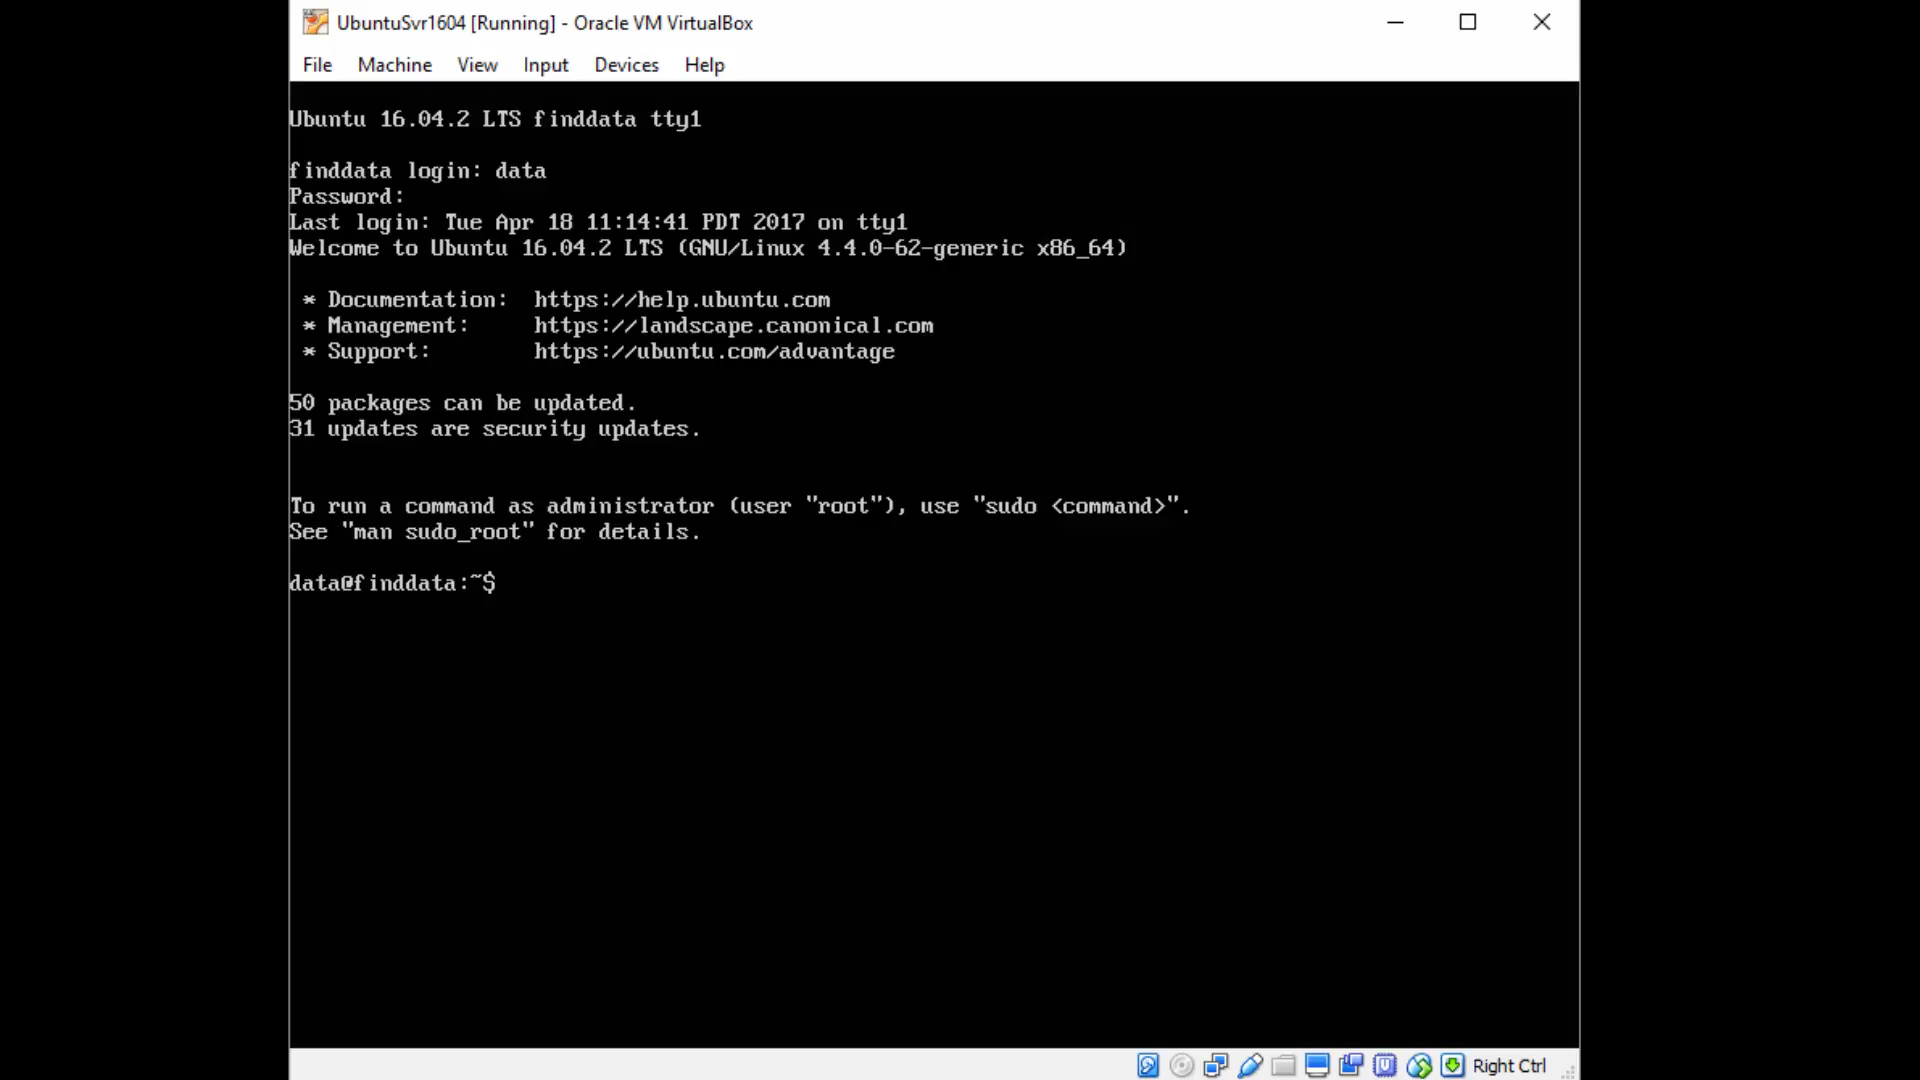 UbuntuSvr1604 [Running] - Oracle VM VirtualBox
File Machine View Input Devices Help
Ubuntu 16.04.2 LTS finddata tty1
finddata login: data
Password:
Last login: Tue Apr 18 11:14:41 PDT 2017 on tty1
Welcome to Ubuntu 16.04.2 LTS (GNU/Linux 4.4.0-62-generic x86_64)
* Documentation:  https://help.ubuntu.com
* Management:     https://landscape.canonical.com
* Support:        https://ubuntu.com/advantage
50 packages can be updated.
31 updates are security updates.
To run a command as administrator (user "root"), use "sudo <command>".
See "man sudo_root" for details.
data@finddata:~$
Right Ctrl